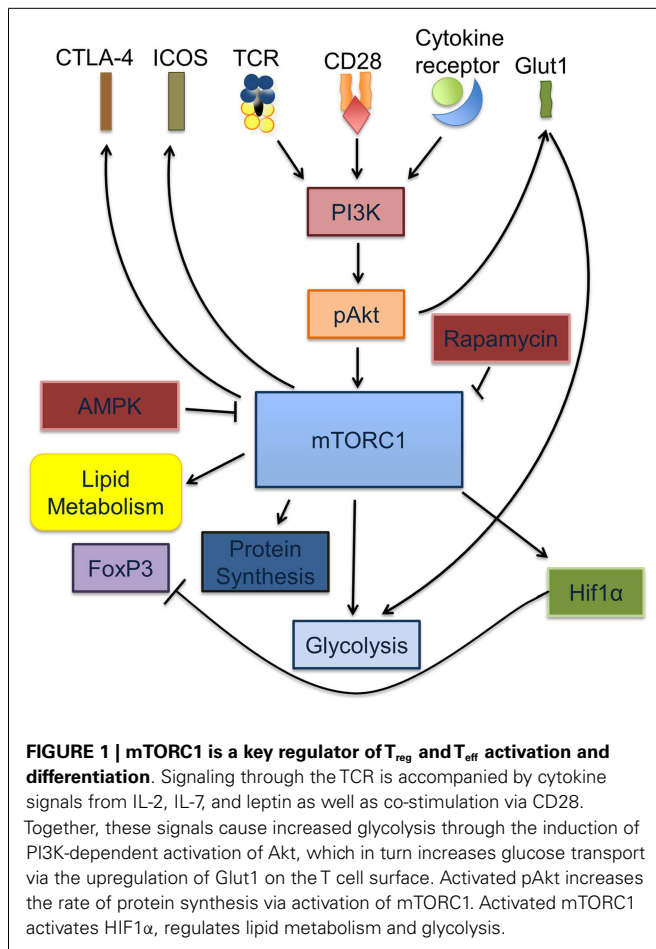 CTLA-4 ICOS TCR CD28 Cytokine receptor Glut1
PI3K
pAkt
Rapamycin
AMPK
mTORC1
Lipid
Metabolism
Protein
Synthesis
FoxP3
Hif1α
Glycolysis
FIGURE 1 | mTORC1 is a key regulator of Treg and Teff activation and
differentiation. Signaling through the TCR is accompanied by cytokine
signals from IL-2, IL-7, and leptin as well as co-stimulation via CD28.
Together, these signals cause increased glycolysis through the induction of
PI3K-dependent activation of Akt, which in turn increases glucose transport
via the upregulation of Glut1 on the T cell surface. Activated pAkt increases
the rate of protein synthesis via activation of mTORC1. Activated mTORC1
activates HIF1α, regulates lipid metabolism and glycolysis.